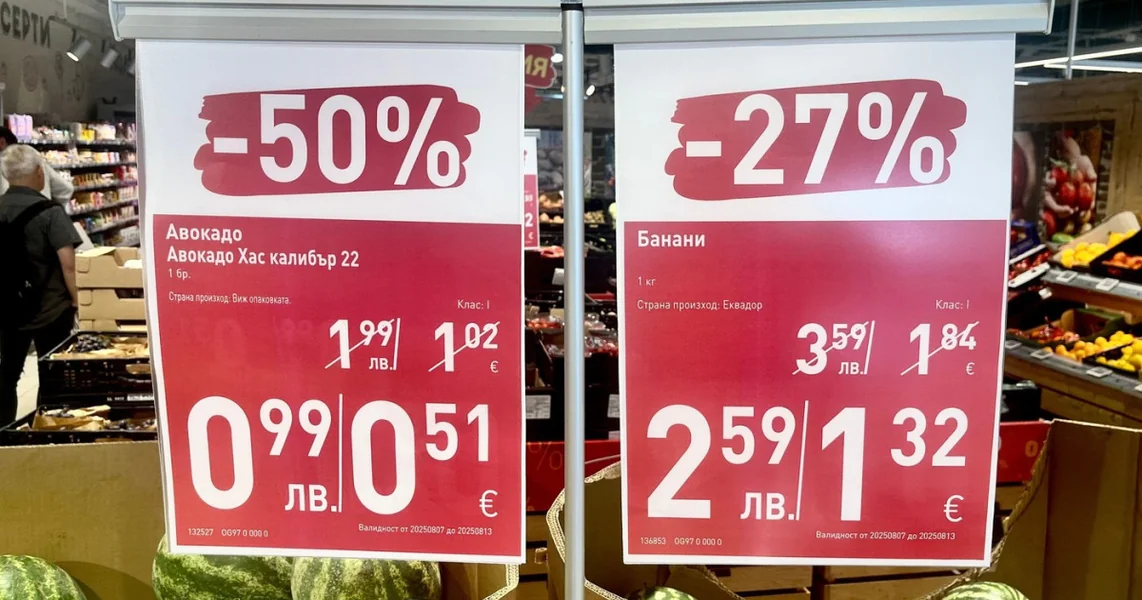 СЕРТИ
-50%
Авокадо
Авокадо Хас калибър 22
1 бр.
Страна произход: Виж опаковката.
Клас: I
1 99 лв. 1 02 €
0 99 лв. 0 51 €
132527 OG97 0 000 0
Валидност от 20250807 до 20250813
-27%
Банани
1 кг
Страна произход: Еквадор
Клас: I
3 59 лв. 1 84 €
2 59 лв. 1 32 €
136853 OG97 0 000 0
Валидност от 20250807 до 20250813